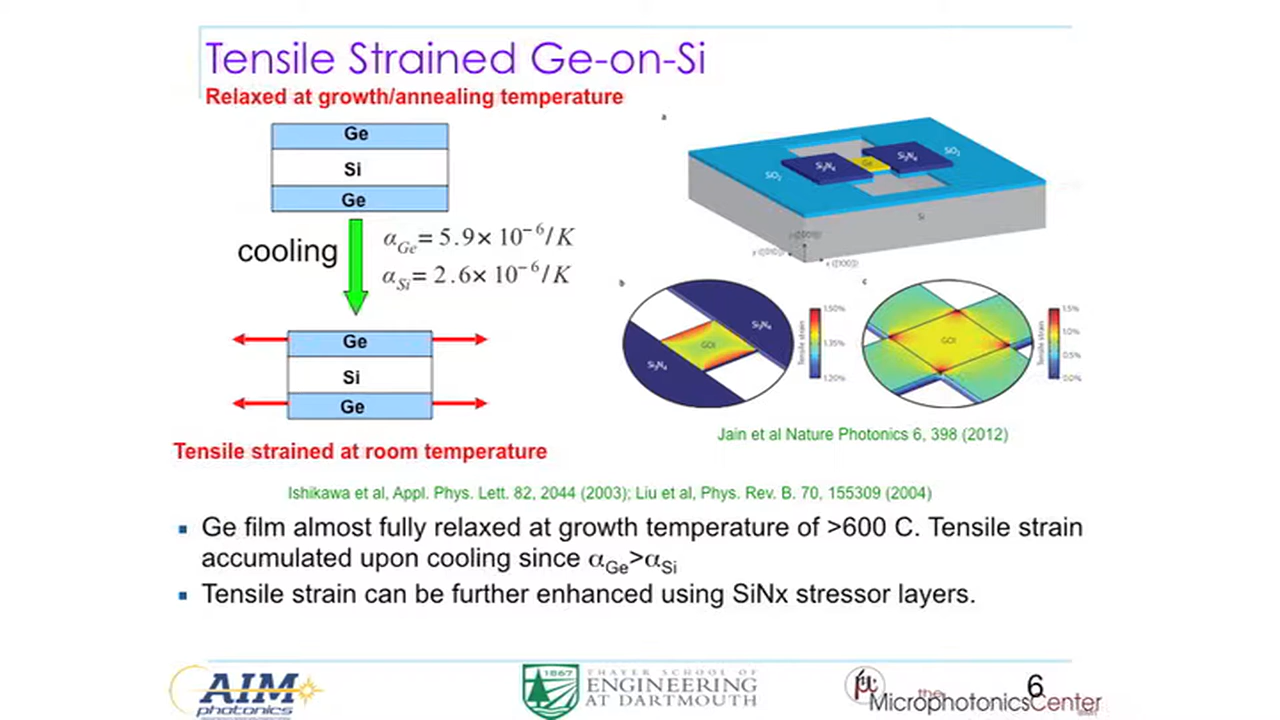 Tensile Strained Ge-on-Si
Relaxed at growth/annealing temperature
Ge
Si
Ge
cooling
α_Ge = 5.9 × 10⁻⁶/K
α_Si = 2.6 × 10⁻⁶/K
Ge
Si
Ge
Tensile strained at room temperature
a
SiO₂
Si₃N₄
Ge
Si₃N₄
SiO₂
Si
b
Si₃N₄
GOI
Si₃N₄
Tensile strain
1.50%
1.35%
1.20%
c
GOI
Tensile strain
1.5%
1.0%
0.5%
0.0%
Jain et al Nature Photonics 6, 398 (2012)
Ishikawa et al, Appl. Phys. Lett. 82, 2044 (2003); Liu et al, Phys. Rev. B. 70, 155309 (2004)
▪ Ge film almost fully relaxed at growth temperature of >600 C. Tensile strain
accumulated upon cooling since α_Ge>α_Si
▪ Tensile strain can be further enhanced using SiNx stressor layers.
AIM
photonics
1867
THAYER SCHOOL OF
ENGINEERING
AT DARTMOUTH
μ
the
MicrophotonicsCenter
6